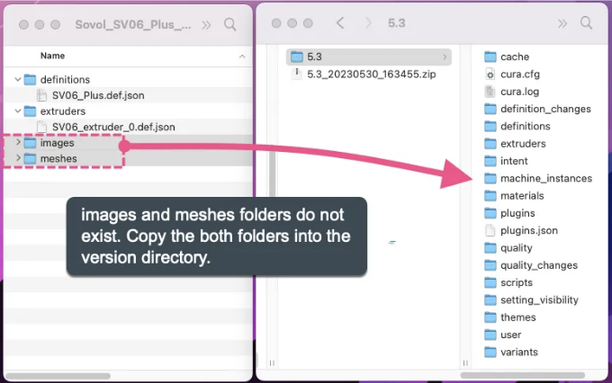 Sovol_SV06_Plus_...
Name
definitions
SV06_Plus.def.json
extruders
SV06_extruder_0.def.json
images
meshes
images and meshes folders do not
exist. Copy the both folders into the
version directory.
5.3
5.3
5.3_20230530_163455.zip
cache
cura.cfg
cura.log
definition_changes
definitions
extruders
intent
machine_instances
materials
plugins
plugins.json
quality
quality_changes
scripts
setting_visibility
themes
user
variants